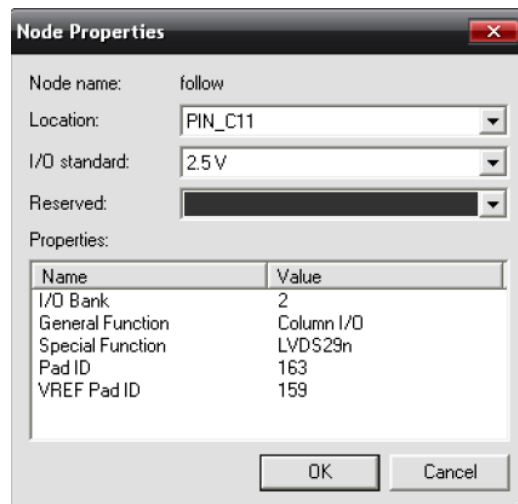 Node Properties
Node name: follow
Location: PIN_C11
I/O standard: 2.5 V
Reserved:
Properties:
Name Value
I/O Bank 2
General Function Column I/O
Special Function LVDS29n
Pad ID 163
VREF Pad ID 159
OK Cancel